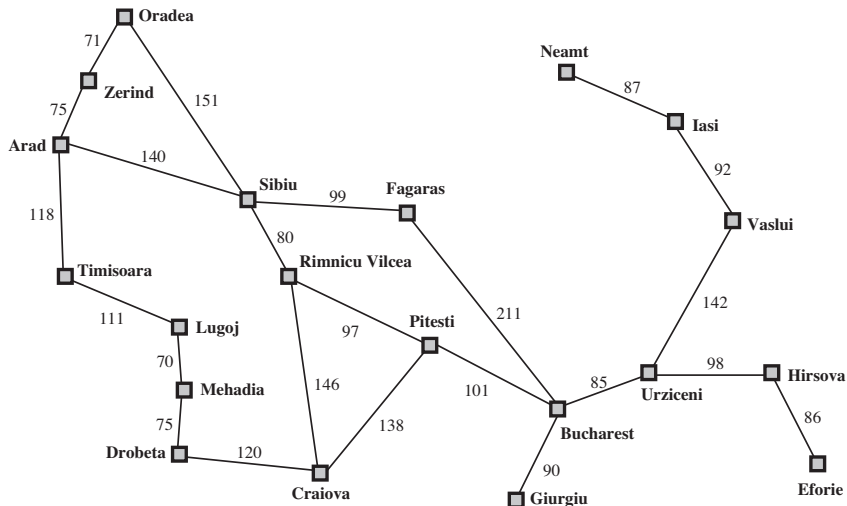 Oradea
71
Neamt
Zerind
87
75
151
Iasi
Arad
140
92
Sibiu
99
Fagaras
118
Vaslui
80
Timisoara
Rimnicu Vilcea
142
111
211
Lugoj
97
Pitesti
70
98
Hirsova
146
85
Mehadia
101
Urziceni
86
75
138
Bucharest
Drobeta
120
90
Eforie
Craiova
Giurgiu